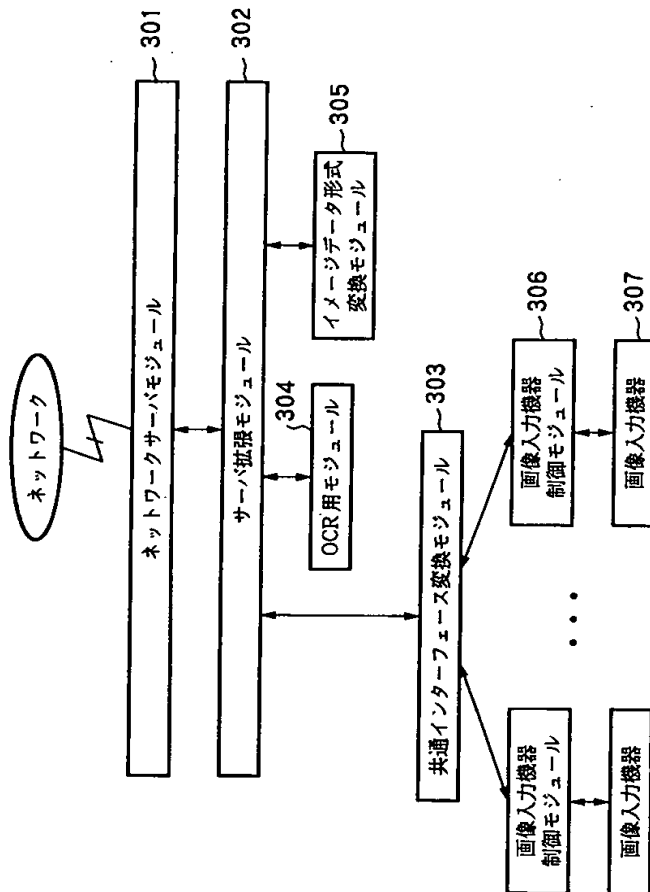 ネットワーク
ネットワークサーバモジュール
301
サーバ拡張モジュール
302
304
OCR用モジュール
イメージデータ形式
変換モジュール
305
共通インターフェース変換モジュール
303
画像入力機器
制御モジュール
画像入力機器
制御モジュール
306
画像入力機器
画像入力機器
307